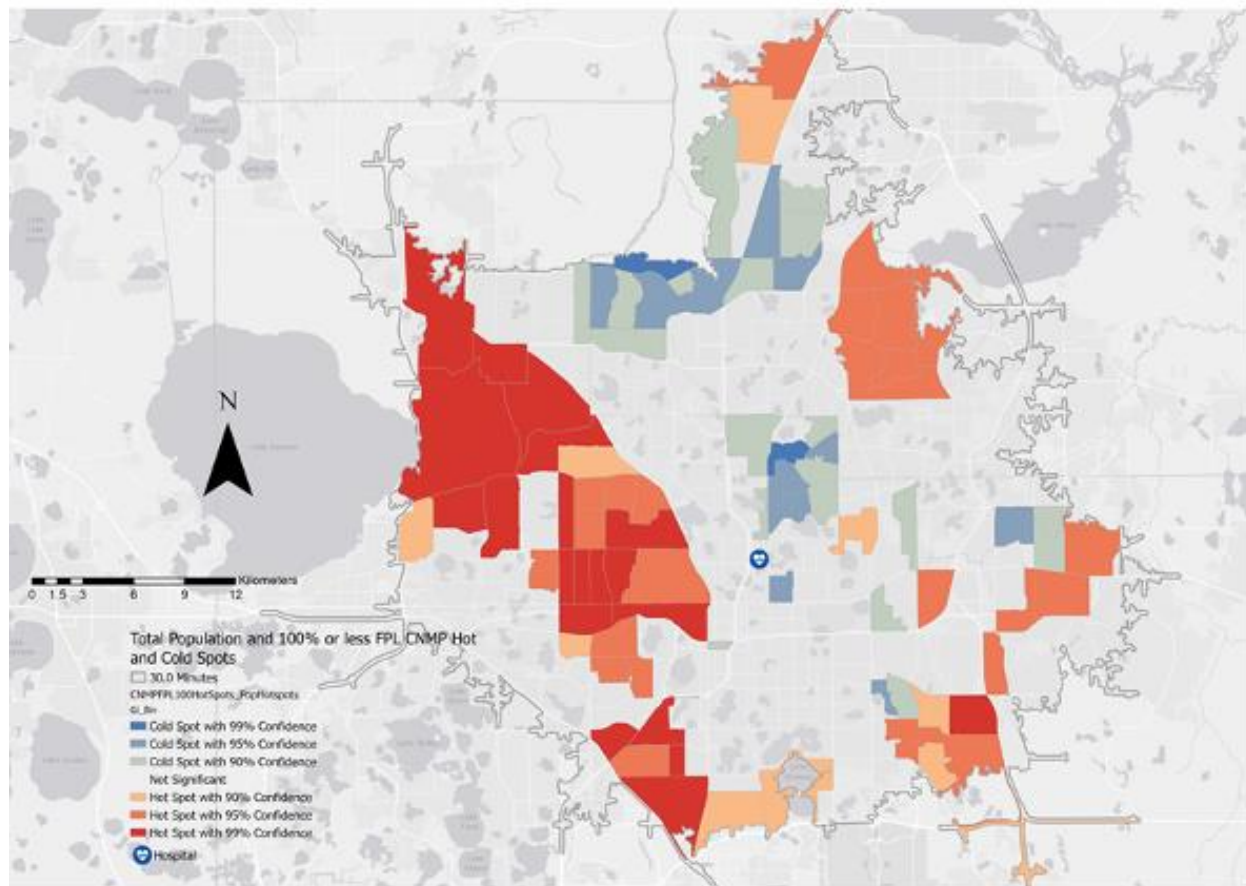 N
Kilometers
0 1.5 3 6 9 12
Total Population and 100% or less FPL CNMP Hot
and Cold Spots
30.0 Minutes
CNMPFPL100HotSpots_PopHotspots
Gi_Bin
Cold Spot with 99% Confidence
Cold Spot with 95% Confidence
Cold Spot with 90% Confidence
Not Significant
Hot Spot with 90% Confidence
Hot Spot with 95% Confidence
Hot Spot with 99% Confidence
Hospital